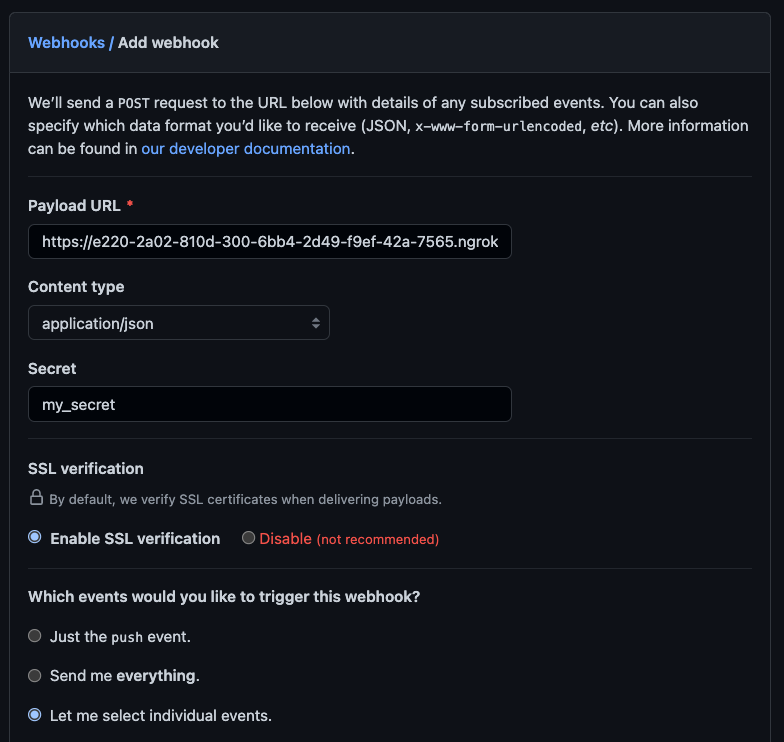 Webhooks / Add webhook
We’ll send a POST request to the URL below with details of any subscribed events. You can also
specify which data format you’d like to receive (JSON, x-www-form-urlencoded, etc). More information
can be found in our developer documentation.
Payload URL *
https://e220-2a02-810d-300-6bb4-2d49-f9ef-42a-7565.ngrok
Content type
application/json
Secret
my_secret
SSL verification
By default, we verify SSL certificates when delivering payloads.
Enable SSL verification Disable (not recommended)
Which events would you like to trigger this webhook?
Just the push event.
Send me everything.
Let me select individual events.